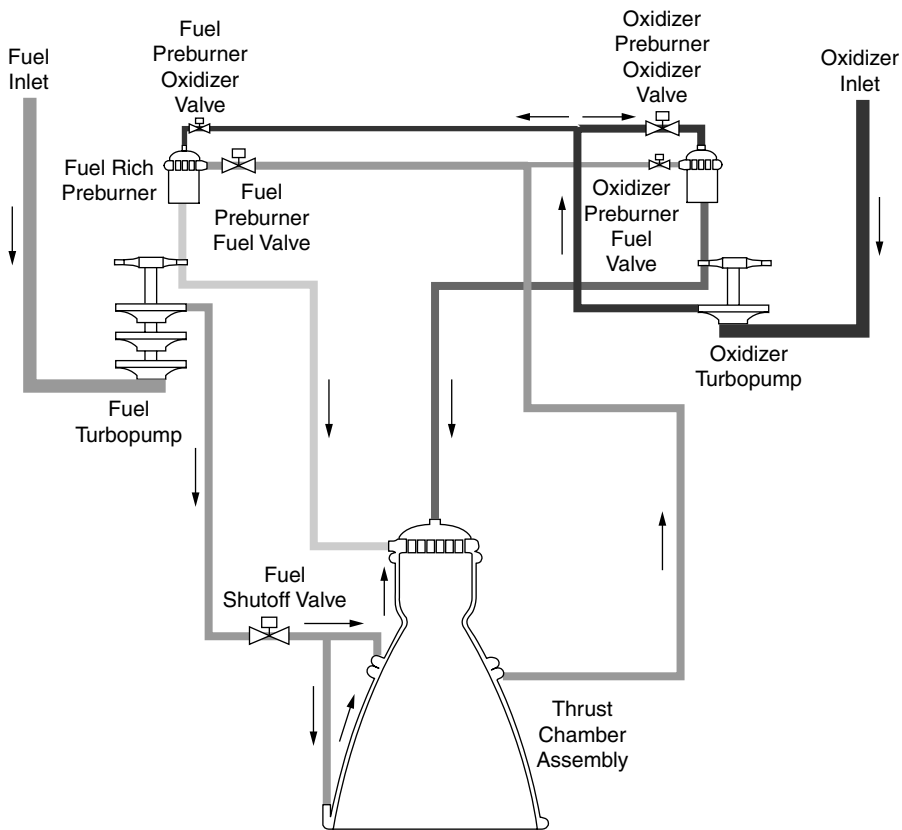 Fuel
Inlet
Fuel
Preburner
Oxidizer
Valve
Oxidizer
Preburner
Oxidizer
Valve
Oxidizer
Inlet
Fuel Rich
Preburner
Fuel
Preburner
Fuel Valve
Oxidizer
Preburner
Fuel
Valve
Fuel
Turbopump
Oxidizer
Turbopump
Fuel
Shutoff Valve
Thrust
Chamber
Assembly